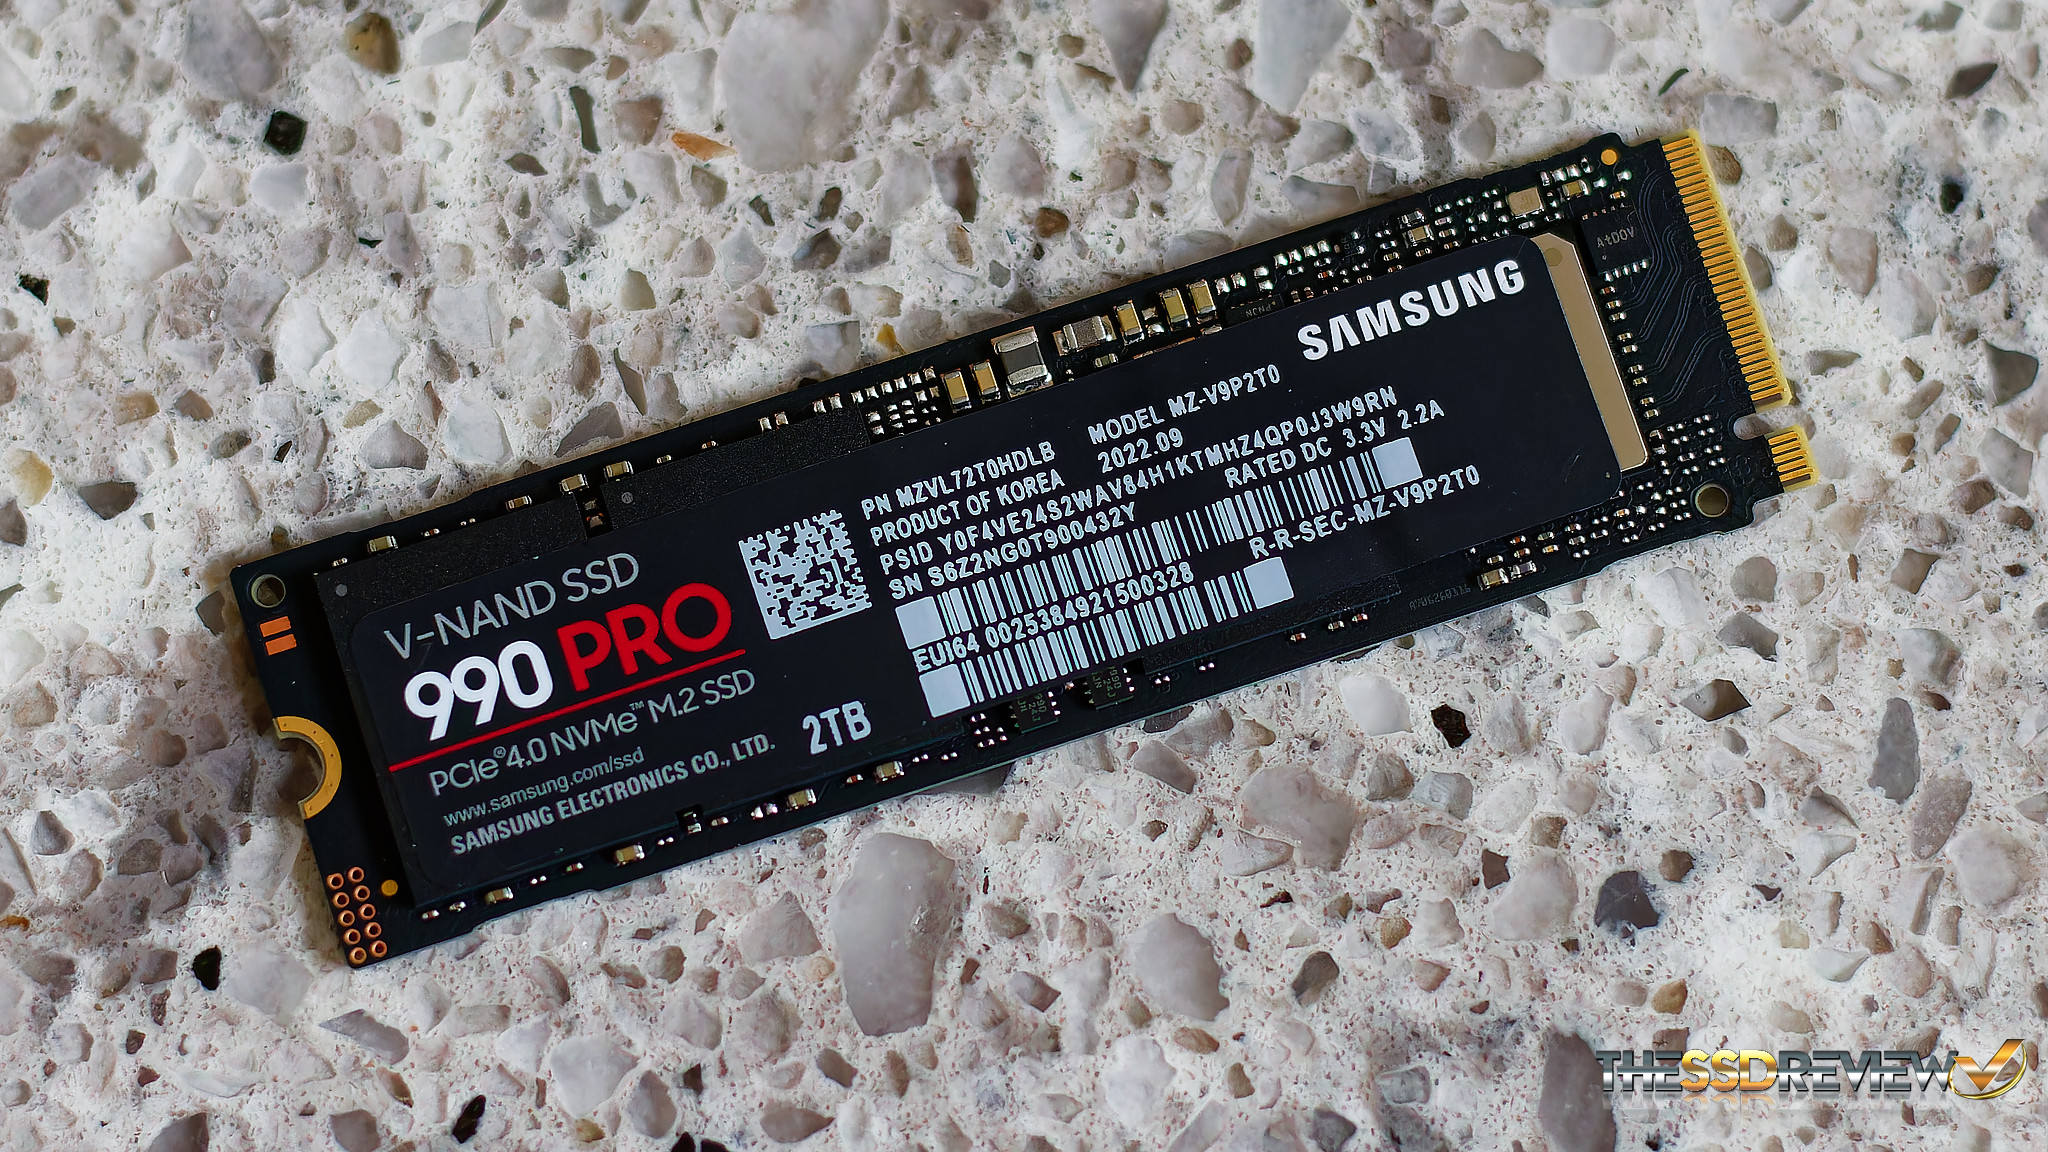 V-NAND SSD
990 PRO
PCIe® 4.0 NVMe™ M.2 SSD
www.samsung.com/ssd
SAMSUNG ELECTRONICS CO., LTD.
2TB
PN MZVL72T0HDLB MODEL MZ-V9P2T0
PRODUCT OF KOREA 2022.09
PSID Y0F4VE24S2WAV84H1KTMHZ4QP0J3W9RN
SN S6Z2NG0T900432Y RATED DC 3.3V 2.2A
EUI64 0025384921500328 R-R-SEC-MZ-V9P2T0
SAMSUNG
AtDOV
THESSDREVIEW